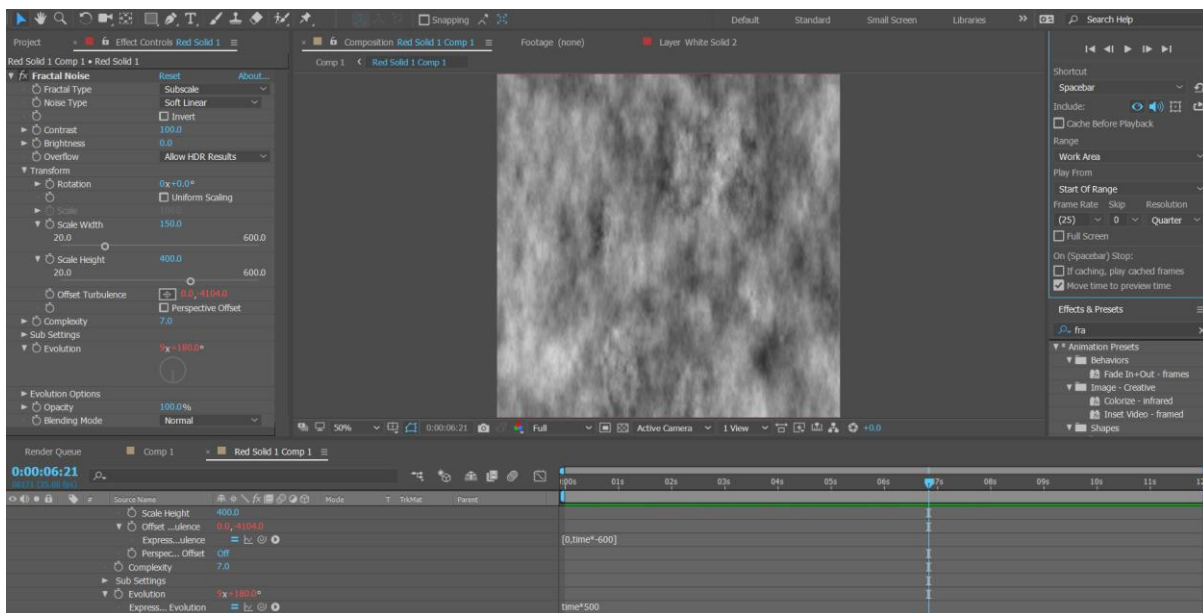 Snapping
Default
Standard
Small Screen
Libraries
Search Help
Project
Effect Controls Red Solid 1
Red Solid 1 Comp 1 • Red Solid 1
fx Fractal Noise Reset About...
Fractal Type Subscale
Noise Type Soft Linear
Invert
Contrast 100.0
Brightness 0.0
Overflow Allow HDR Results
Transform
Rotation 0x+0.0°
Uniform Scaling
Scale 100.0
Scale Width 150.0
20.0 600.0
Scale Height 400.0
20.0 600.0
Offset Turbulence 0.0,-4104.0
Perspective Offset
Complexity 7.0
Sub Settings
Evolution 9x+180.0°
Evolution Options
Opacity 100.0%
Blending Mode Normal
Composition Red Solid 1 Comp 1
Footage (none)
Layer White Solid 2
Comp 1
Red Solid 1 Comp 1
50%
0:00:06:21
Full
Active Camera
1 View
+0.0
Shortcut
Spacebar
Include:
Cache Before Playback
Range
Work Area
Play From
Start Of Range
Frame Rate Skip Resolution
(25) 0 Quarter
Full Screen
On (Spacebar) Stop:
If caching, play cached frames
Move time to preview time
Effects & Presets
fra
* Animation Presets
Behaviors
Fade In+Out - frames
Image - Creative
Colorize - infrared
Inset Video - framed
Shapes
Render Queue
Comp 1
Red Solid 1 Comp 1
0:00:06:21
00171 (25.00 fps)
# Source Name Mode T TrkMat Parent
:00s 01s 02s 03s 04s 05s 06s 07s 08s 09s 10s 11s 12
Scale Height 400.0
Offset ...ulence 0.0,-4104.0
Express...ulence [0,time*-600]
Perspec... Offset Off
Complexity 7.0
Sub Settings
Evolution 9x+180.0°
Express... Evolution time*500